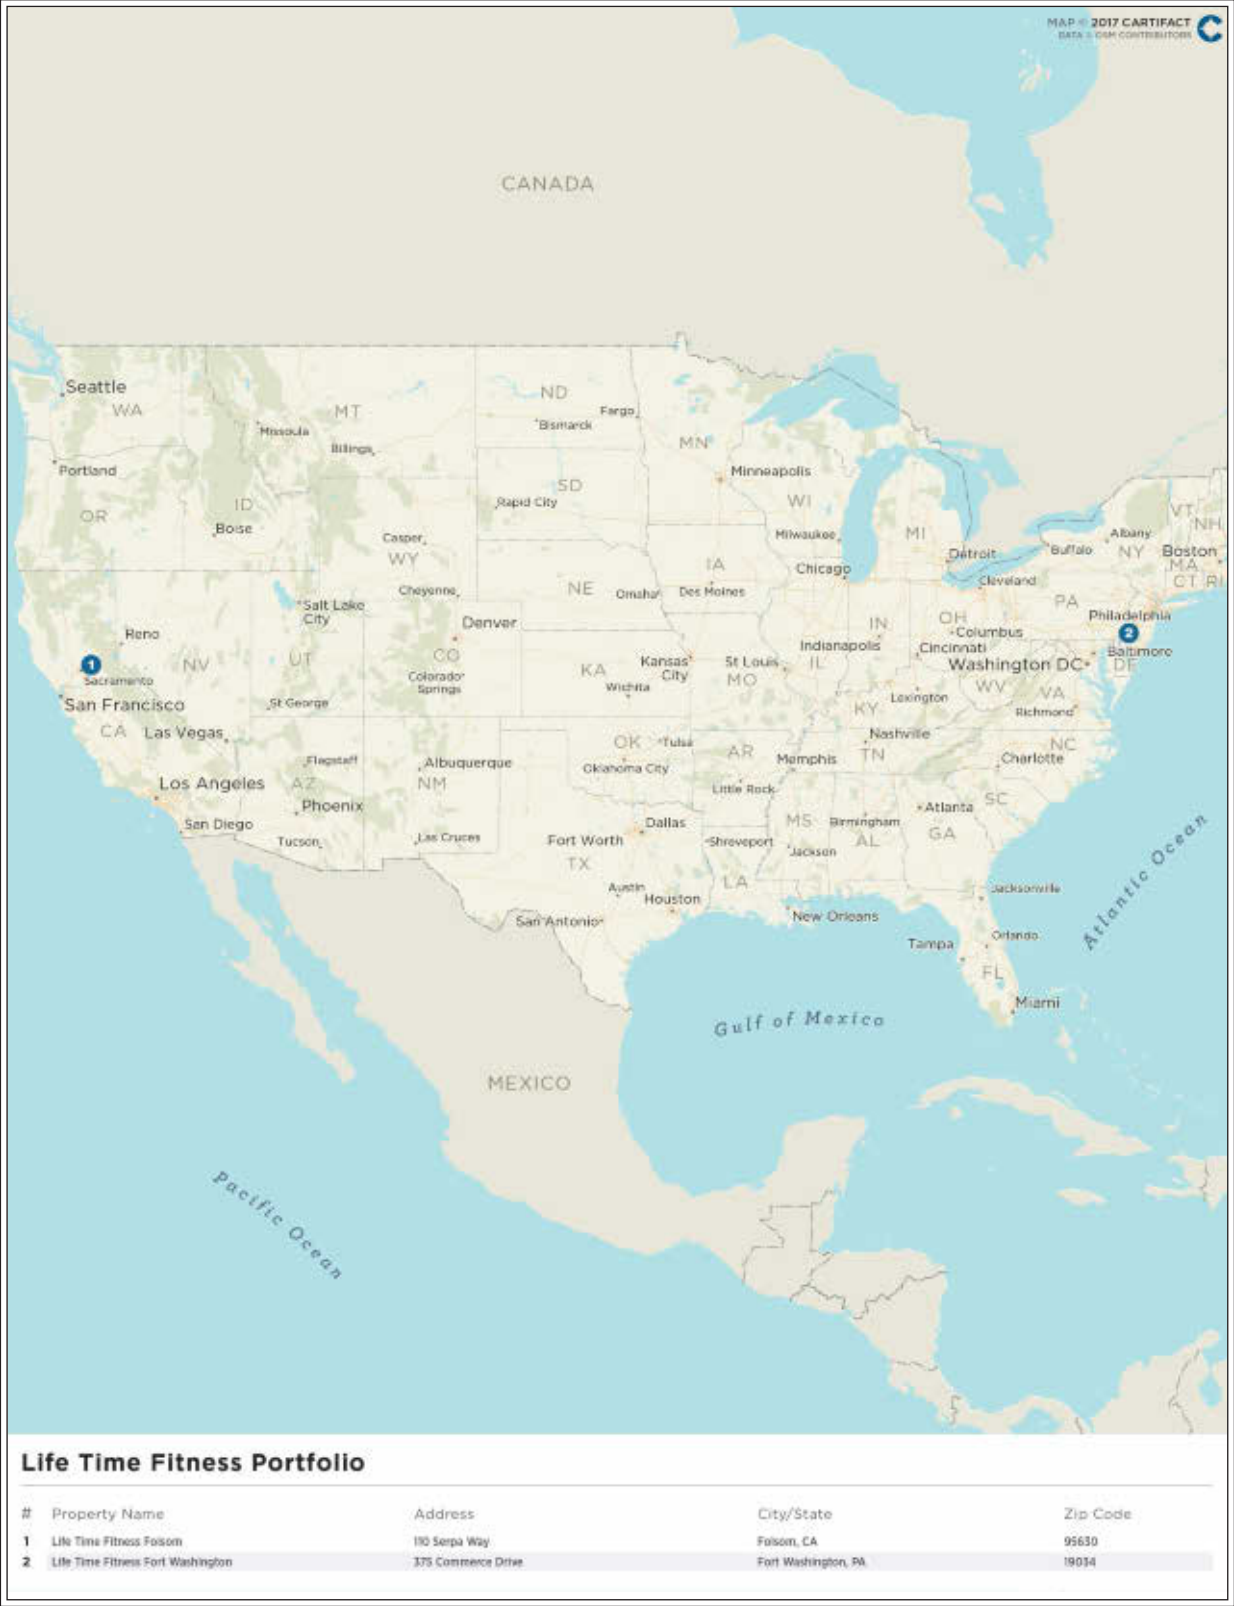 MAP © 2017 CARTIFACT
DATA © OSM CONTRIBUTORS
CANADA
Seattle
WA
MT
ND
Fargo
Missoula
Bismarck
Billings
MN
Portland
Minneapolis
SD
ID
Rapid City
WI
OR
Boise
VT
NH
Casper
Milwaukee
MI
Albany
WY
Detroit
Buffalo
NY
Boston
IA
Chicago
MA
Cheyenne
NE
Omaha
Des Moines
Cleveland
CT RI
Salt Lake
City
PA
Denver
Philadelphia
Reno
IN
OH
Columbus
2
Indianapolis
Cincinnati
Baltimore
1
NV
UT
CO
KA
Kansas
City
St Louis
IL
Washington DC
DE
Sacramento
Colorado
Springs
Wichita
MO
WV
VA
San Francisco
St George
KY
Lexington
Richmond
CA
Las Vegas
OK
Tulsa
AR
Nashville
NC
Flagstaff
Albuquerque
Oklahoma City
Memphis
TN
Charlotte
Los Angeles
AZ
NM
Little Rock
Phoenix
SC
San Diego
Dallas
MS
Birmingham
Atlanta
Tucson
Las Cruces
Fort Worth
Shreveport
Jackson
AL
GA
TX
Austin
LA
Jacksonville
Houston
San Antonio
New Orleans
Orlando
Tampa
Atlantic Ocean
FL
Miami
Gulf of Mexico
MEXICO
Pacific Ocean
Life Time Fitness Portfolio
# Property Name Address City/State Zip Code
1 Life Time Fitness Folsom 110 Serpa Way Folsom, CA 95630
2 Life Time Fitness Fort Washington 375 Commerce Drive Fort Washington, PA 19034